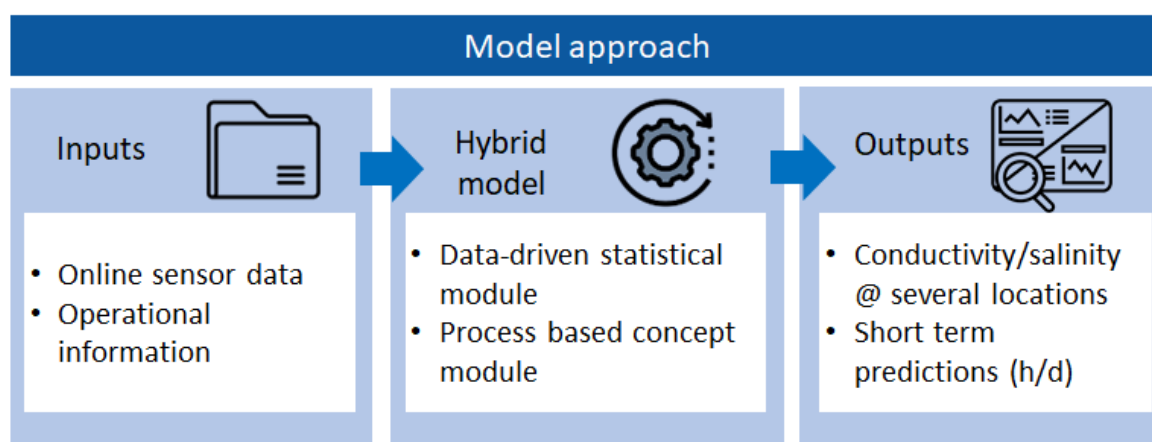 Model approach
Inputs
• Online sensor data
• Operational
information
Hybrid
model
• Data-driven statistical
module
• Process based concept
module
Outputs
• Conductivity/salinity
@ several locations
• Short term
predictions (h/d)